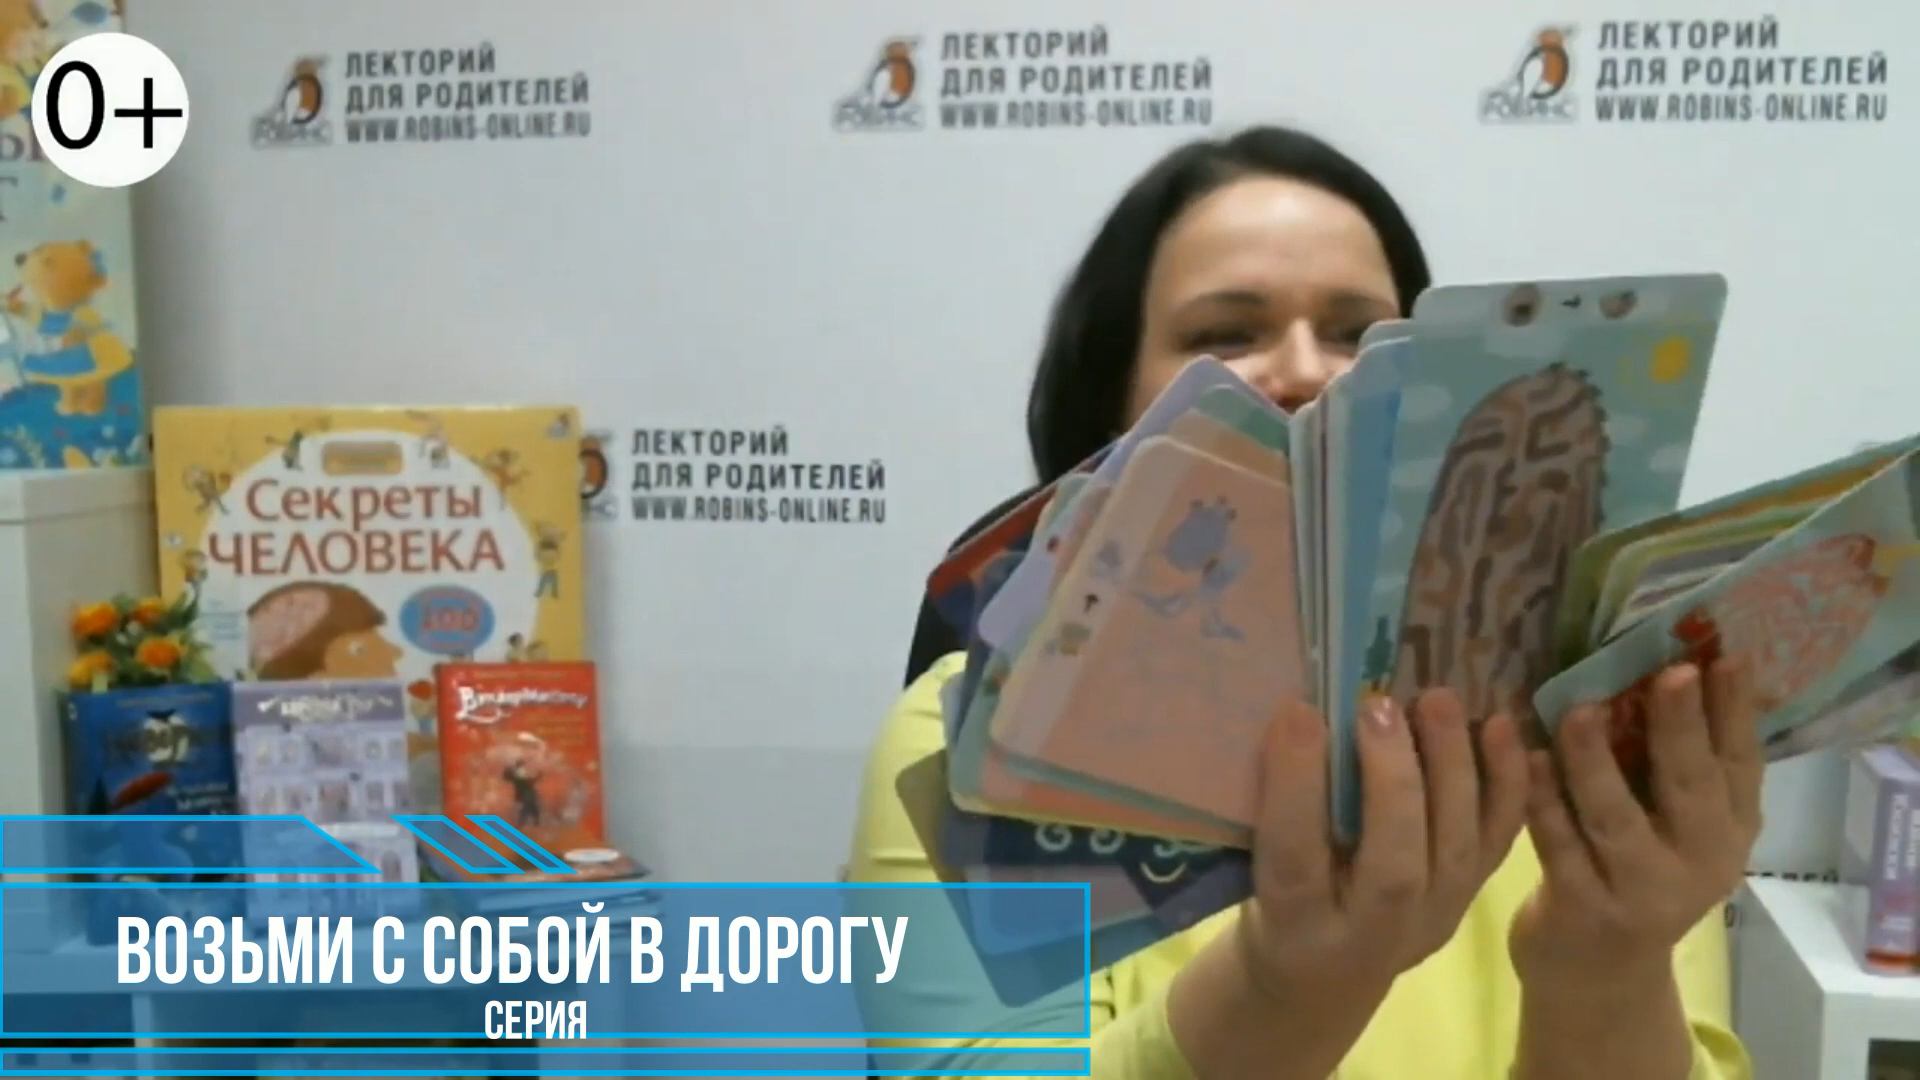 0+
ЛЕКТОРИЙ
ДЛЯ РОДИТЕЛЕЙ
WWW.ROBINS-ONLINE.RU
ЛЕКТОРИЙ
ДЛЯ РОДИТЕЛЕЙ
WWW.ROBINS-ONLINE.RU
ЛЕКТОРИЙ
ДЛЯ РОДИТЕЛЕЙ
WWW.ROBINS-ONLINE.RU
ЛЕКТОРИЙ
ДЛЯ РОДИТЕЛЕЙ
WWW.ROBINS-ONLINE.RU
Секреты
ЧЕЛОВЕКА
ВОЗЬМИ С СОБОЙ В ДОРОГУ
СЕРИЯ